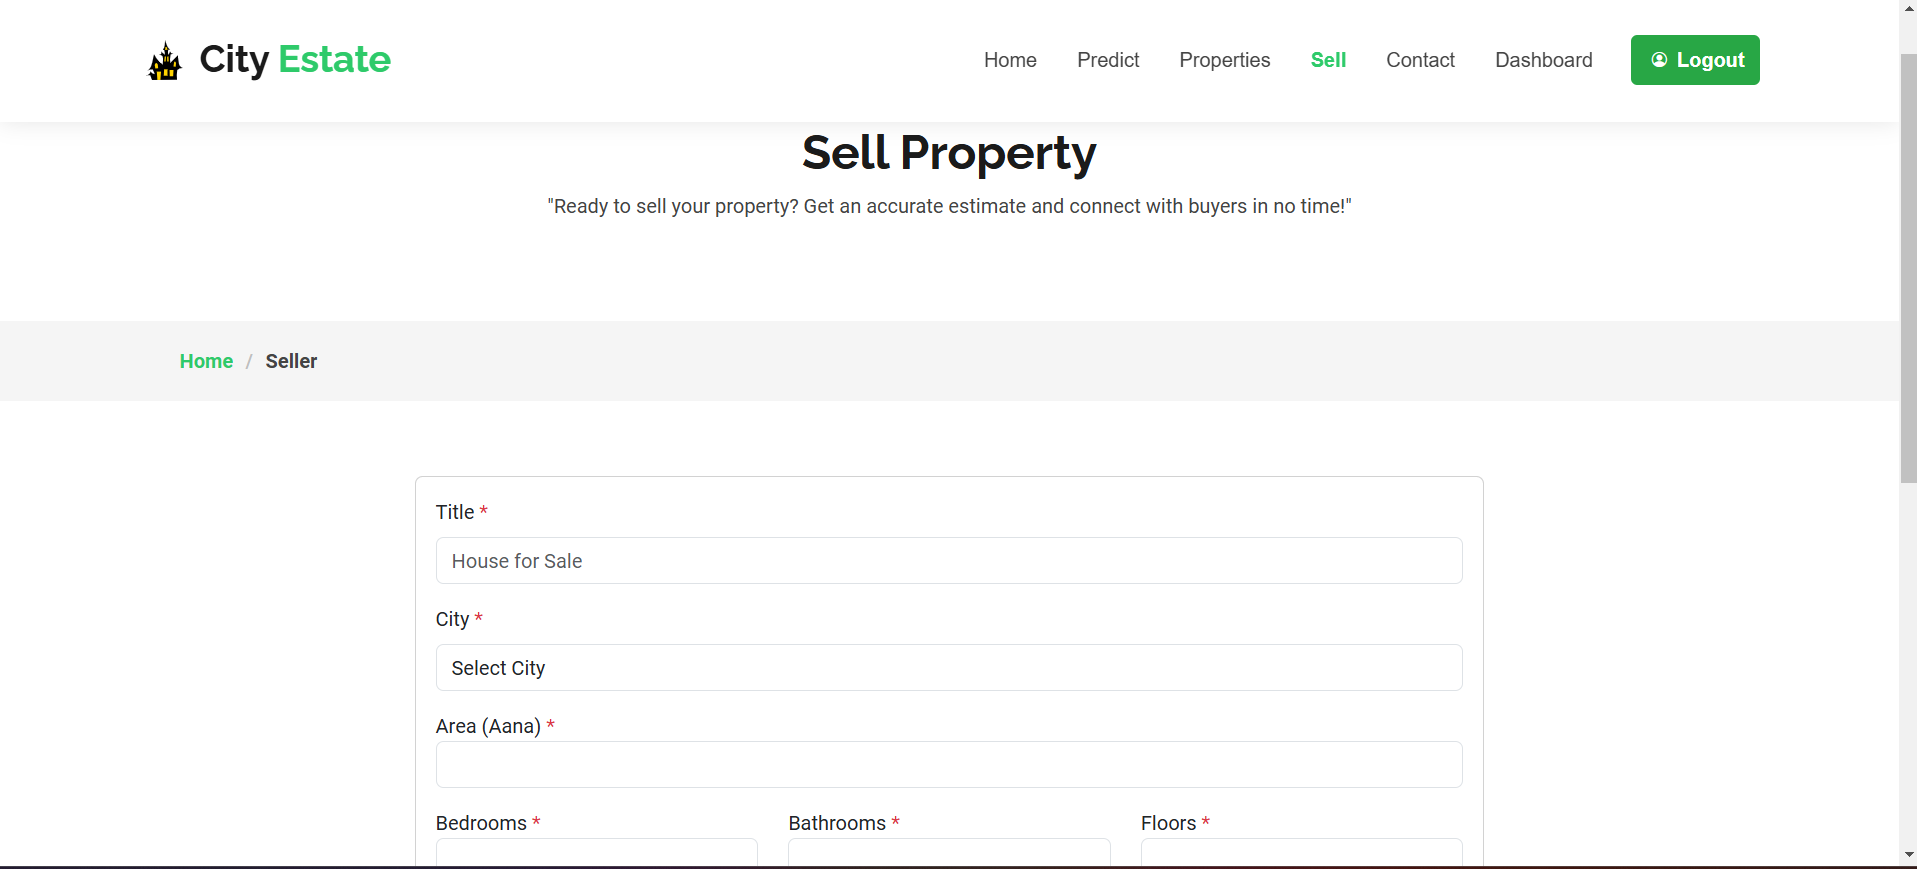 City Estate
Home Predict Properties Sell Contact Dashboard Logout
Sell Property
"Ready to sell your property? Get an accurate estimate and connect with buyers in no time!"
Home / Seller
Title *
House for Sale
City *
Select City
Area (Aana) *
Bedrooms * Bathrooms * Floors *